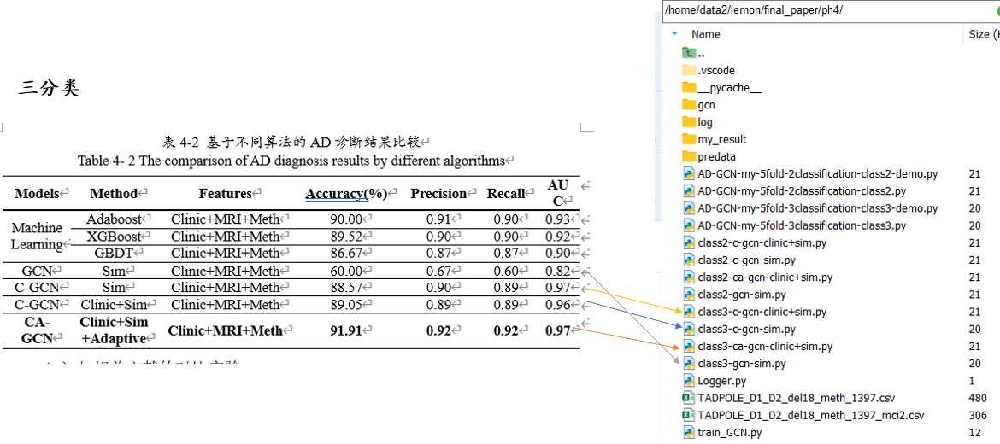 三分类
表 4-2 基于不同算法的 AD 诊断结果比较↵
Table 4- 2 The comparison of AD diagnosis results by different algorithms↵
Models↵ Method↵ Features↵ Accuracy(%)↵ Precision↵ Recall↵ AUC↵ ↵
Machine Learning↵ Adaboost↵ Clinic+MRI+Meth↵ 90.00↵ 0.91↵ 0.90↵ 0.93↵ ↵
XGBoost↵ Clinic+MRI+Meth↵ 89.52↵ 0.90↵ 0.90↵ 0.92↵ ↵
GBDT↵ Clinic+MRI+Meth↵ 86.67↵ 0.87↵ 0.87↵ 0.90↵ ↵
GCN↵ Sim↵ Clinic+MRI+Meth↵ 60.00↵ 0.67↵ 0.60↵ 0.82↵ ↵
C-GCN↵ Sim↵ Clinic+MRI+Meth↵ 88.57↵ 0.90↵ 0.89↵ 0.97↵ ↵
C-GCN↵ Clinic+Sim↵ Clinic+MRI+Meth↵ 89.05↵ 0.89↵ 0.89↵ 0.96↵ ↵
CA-GCN↵ Clinic+Sim+Adaptive↵ Clinic+MRI+Meth↵ 91.91↵ 0.92↵ 0.92↵ 0.97↵ ↵
/home/data2/lemon/final_paper/ph4/
Name Size (
..
.vscode
__pycache__
gcn
log
my_result
predata
AD-GCN-my-5fold-2classification-class2-demo.py 21
AD-GCN-my-5fold-2classification-class2.py 21
AD-GCN-my-5fold-3classification-class3-demo.py 20
AD-GCN-my-5fold-3classification-class3.py 20
class2-c-gcn-clinic+sim.py 21
class2-c-gcn-sim.py 21
class2-ca-gcn-clinic+sim.py 21
class2-gcn-sim.py 21
class3-c-gcn-clinic+sim.py 21
class3-c-gcn-sim.py 20
class3-ca-gcn-clinic+sim.py 21
class3-gcn-sim.py 20
Logger.py 1
TADPOLE_D1_D2_del18_meth_1397.csv 480
TADPOLE_D1_D2_del18_meth_1397_mci2.csv 306
train_GCN.py 12